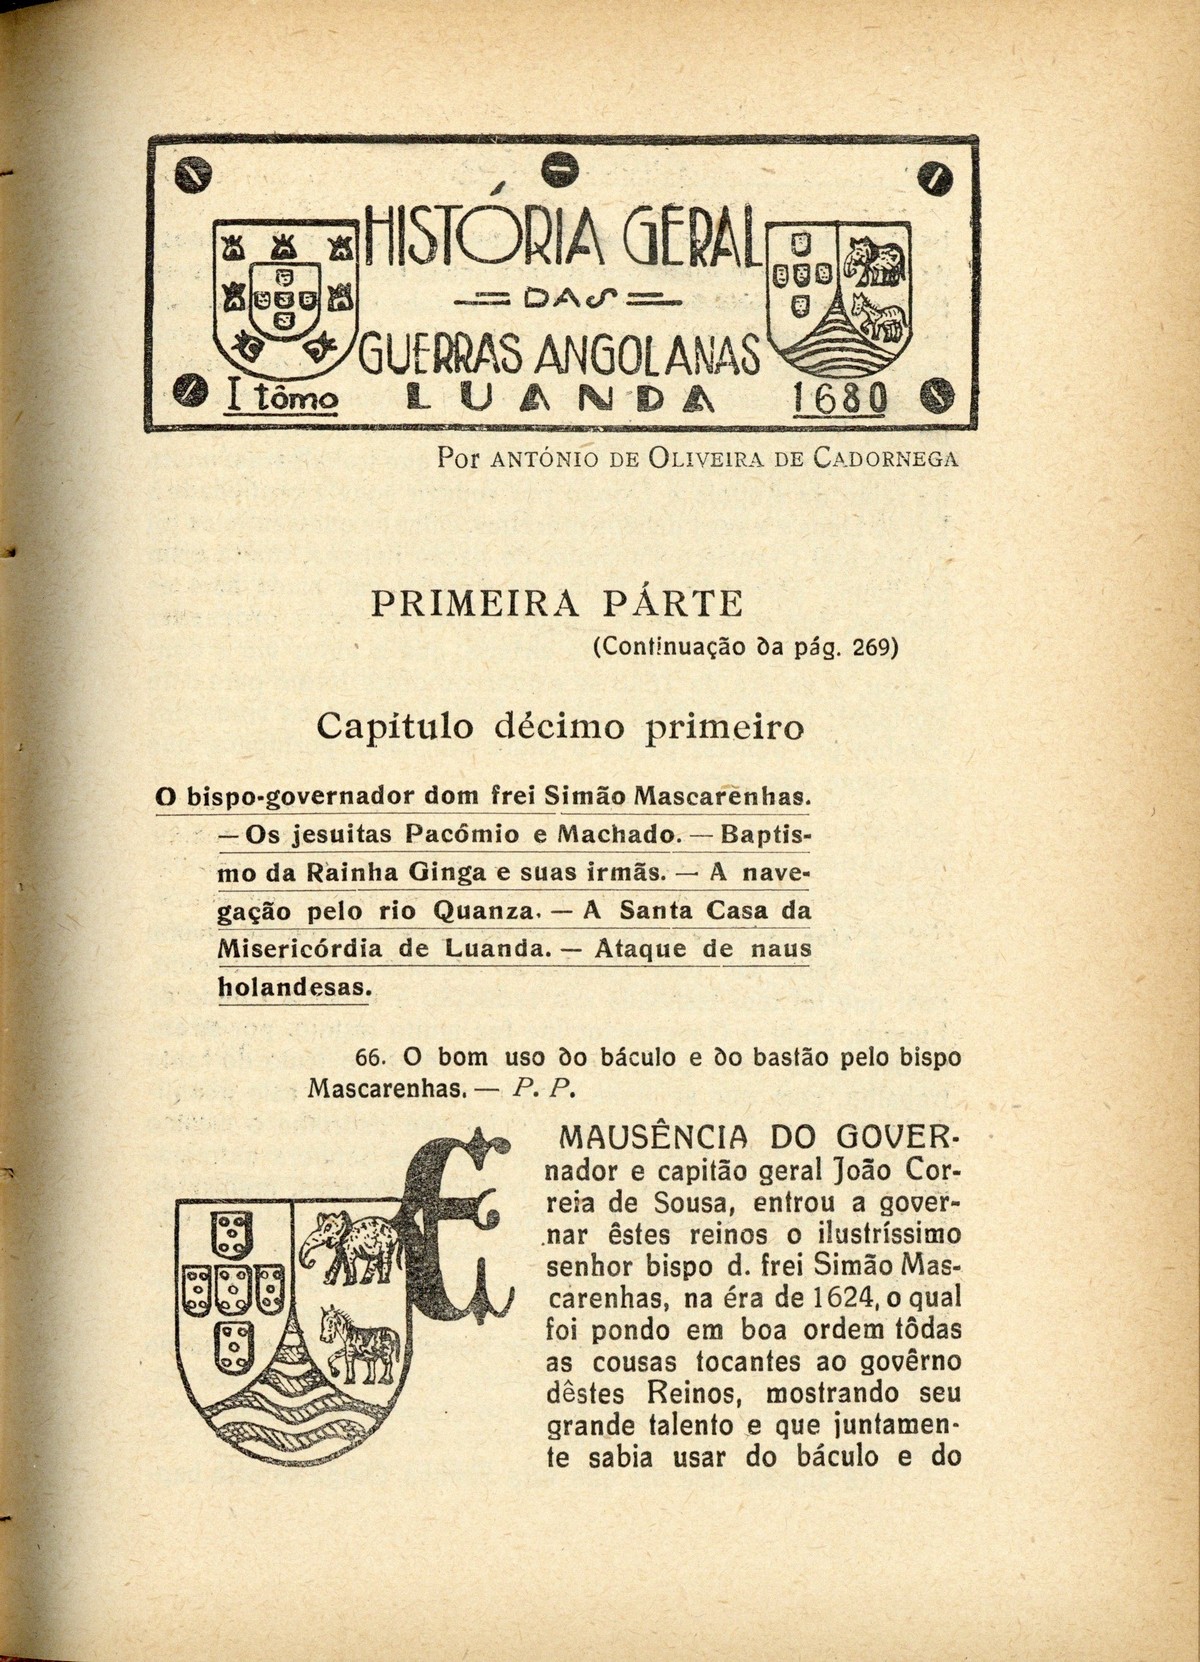 HISTÓRIA GERAL
DAS
GUERRAS ANGOLANAS
I tômo LUANDA 1680
Por ANTÓNIO DE OLIVEIRA DE CADORNEGA
PRIMEIRA PÁRTE
(Continuação da pág. 269)
Capítulo décimo primeiro
O bispo-governador dom frei Simão Mascarenhas.
— Os jesuitas Pacómio e Machado. — Baptis-
mo da Rainha Ginga e suas irmãs. — A nave-
gação pelo rio Quanza. — A Santa Casa da
Misericórdia de Luanda. — Ataque de naus
holandesas.
66. O bom uso do báculo e do bastão pelo bispo
Mascarenhas. — P. P.
E MAUSÊNCIA DO GOVER-
nador e capitão geral João Cor-
reia de Sousa, entrou a gover-
nar êstes reinos o ilustríssimo
senhor bispo d. frei Simão Mas-
carenhas, na éra de 1624, o qual
foi pondo em boa ordem tôdas
as cousas tocantes ao govêrno
dêstes Reinos, mostrando seu
grande talento e que juntamen-
te sabia usar do báculo e do